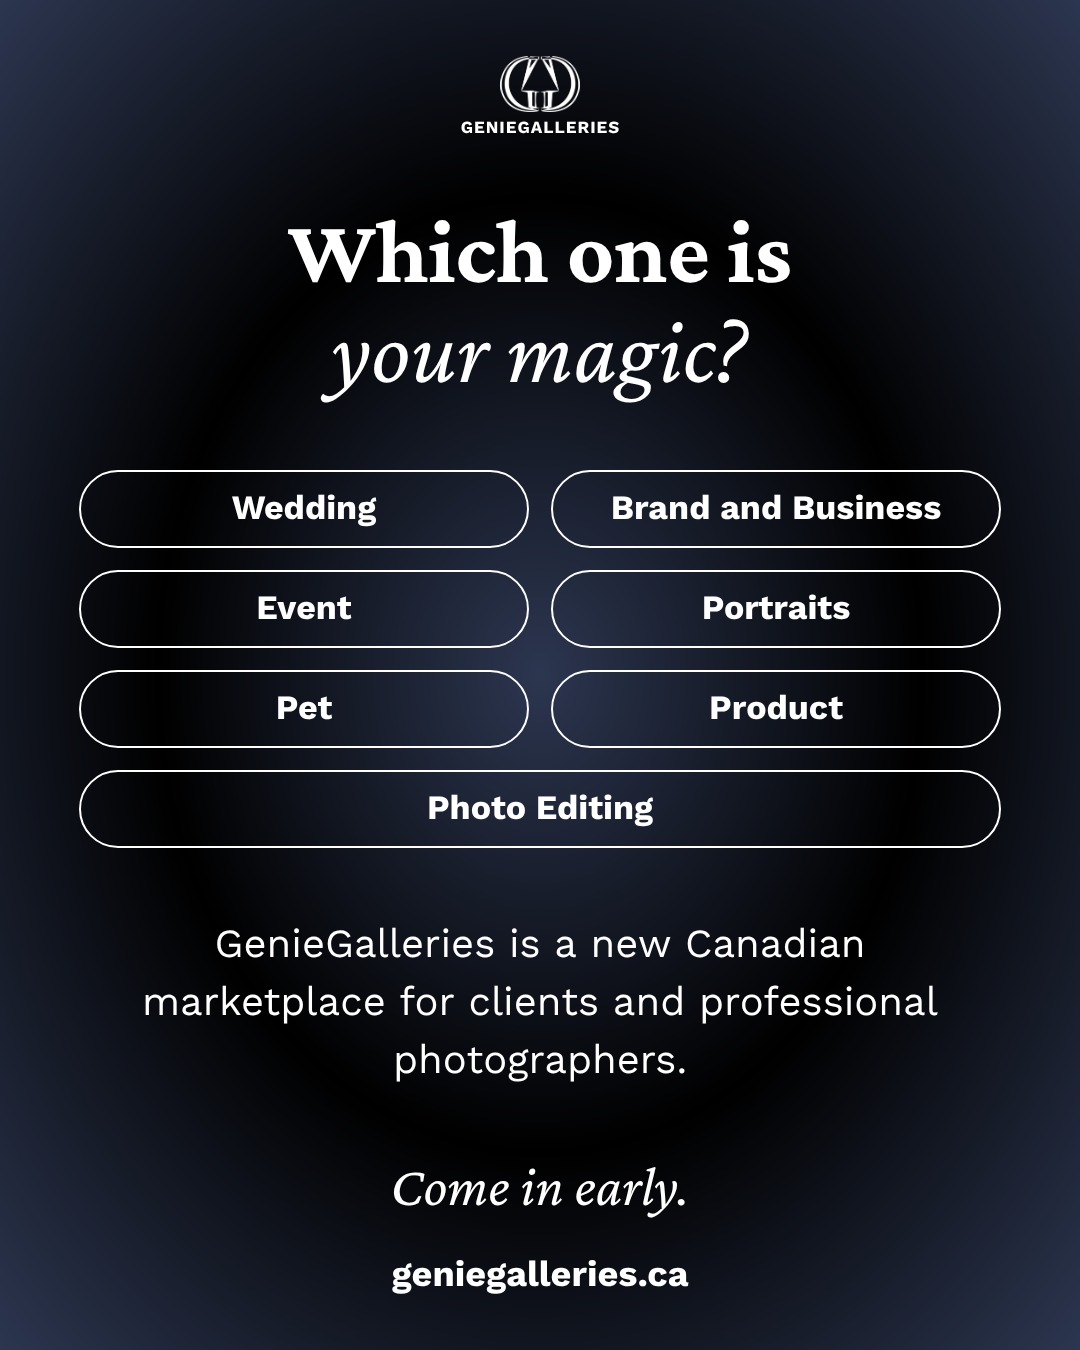 GENIEGALLERIES
Which one is
your magic?
Wedding
Brand and Business
Event
Portraits
Pet
Product
Photo Editing
GenieGalleries is a new Canadian
marketplace for clients and professional
photographers.
Come in early.
geniegalleries.ca